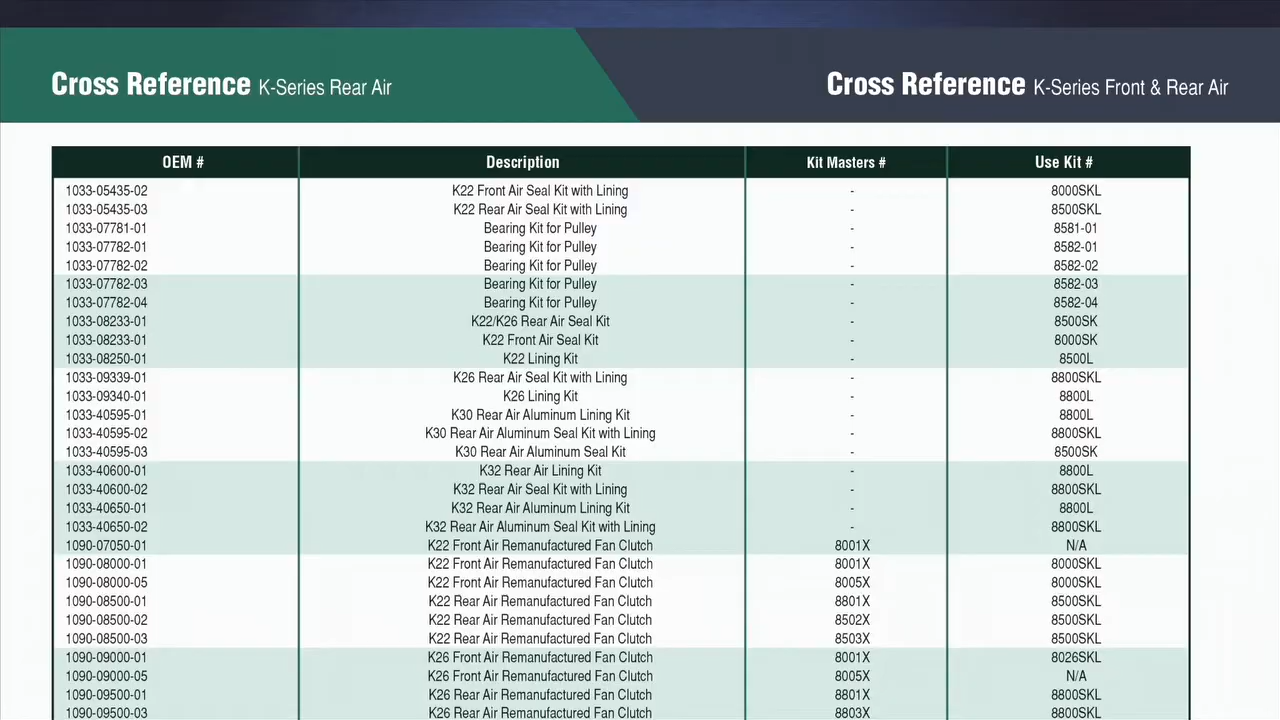 Cross Reference K-Series Rear Air
Cross Reference K-Series Front & Rear Air
OEM # Description Kit Masters # Use Kit #
1033-05435-02 K22 Front Air Seal Kit with Lining - 8000SKL
1033-05435-03 K22 Rear Air Seal Kit with Lining - 8500SKL
1033-07781-01 Bearing Kit for Pulley - 8581-01
1033-07782-01 Bearing Kit for Pulley - 8582-01
1033-07782-02 Bearing Kit for Pulley - 8582-02
1033-07782-03 Bearing Kit for Pulley - 8582-03
1033-07782-04 Bearing Kit for Pulley - 8582-04
1033-08233-01 K22/K26 Rear Air Seal Kit - 8500SK
1033-08233-01 K22 Front Air Seal Kit - 8000SK
1033-08250-01 K22 Lining Kit - 8500L
1033-09339-01 K26 Rear Air Seal Kit with Lining - 8800SKL
1033-09340-01 K26 Lining Kit - 8800L
1033-40595-01 K30 Rear Air Aluminum Lining Kit - 8800L
1033-40595-02 K30 Rear Air Aluminum Seal Kit with Lining - 8800SKL
1033-40595-03 K30 Rear Air Aluminum Seal Kit - 8500SK
1033-40600-01 K32 Rear Air Lining Kit - 8800L
1033-40600-02 K32 Rear Air Seal Kit with Lining - 8800SKL
1033-40650-01 K32 Rear Air Aluminum Lining Kit - 8800L
1033-40650-02 K32 Rear Air Aluminum Seal Kit with Lining - 8800SKL
1090-07050-01 K22 Front Air Remanufactured Fan Clutch 8001X N/A
1090-08000-01 K22 Front Air Remanufactured Fan Clutch 8001X 8000SKL
1090-08000-05 K22 Front Air Remanufactured Fan Clutch 8005X 8000SKL
1090-08500-01 K22 Rear Air Remanufactured Fan Clutch 8801X 8500SKL
1090-08500-02 K22 Rear Air Remanufactured Fan Clutch 8502X 8500SKL
1090-08500-03 K22 Rear Air Remanufactured Fan Clutch 8503X 8500SKL
1090-09000-01 K26 Front Air Remanufactured Fan Clutch 8001X 8026SKL
1090-09000-05 K26 Front Air Remanufactured Fan Clutch 8005X N/A
1090-09500-01 K26 Rear Air Remanufactured Fan Clutch 8801X 8800SKL
1090-09500-03 K26 Rear Air Remanufactured Fan Clutch 8803X 8800SKL